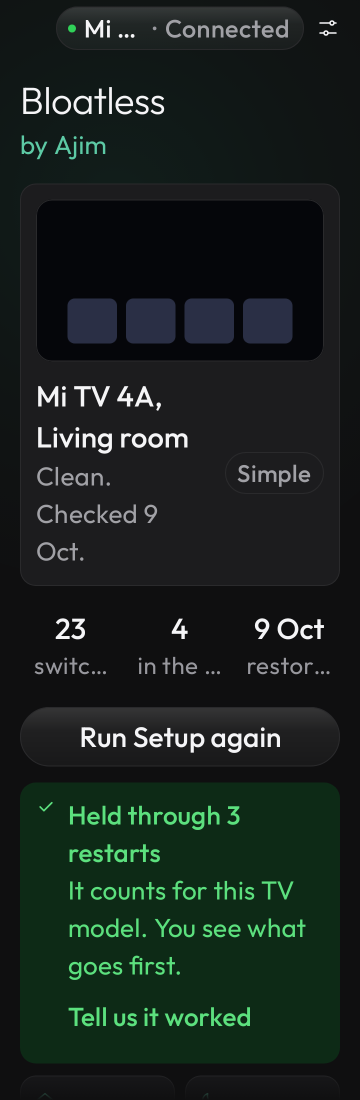 Mi ... · Connected
Bloatless
by Ajim
Mi TV 4A,
Living room
Clean.
Checked 9
Oct.
Simple
23
switc...
4
in the ...
9 Oct
restor...
Run Setup again
Held through 3
restarts
It counts for this TV
model. You see what
goes first.
Tell us it worked